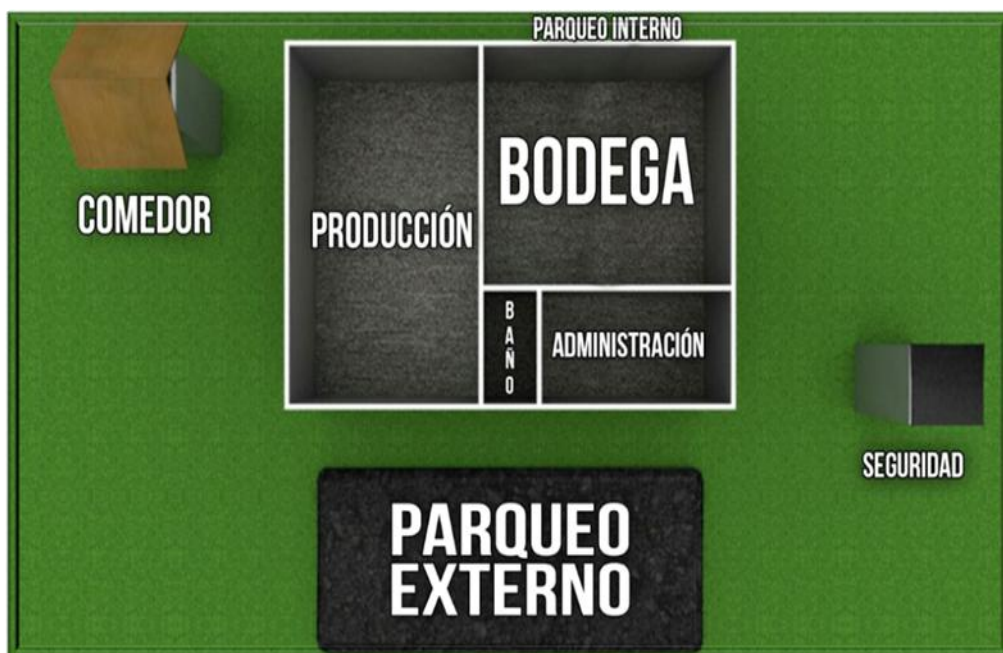 PARQUEO INTERNO
BODEGA
COMEDOR
PRODUCCIÓN
BAÑO
ADMINISTRACIÓN
SEGURIDAD
PARQUEO
EXTERNO